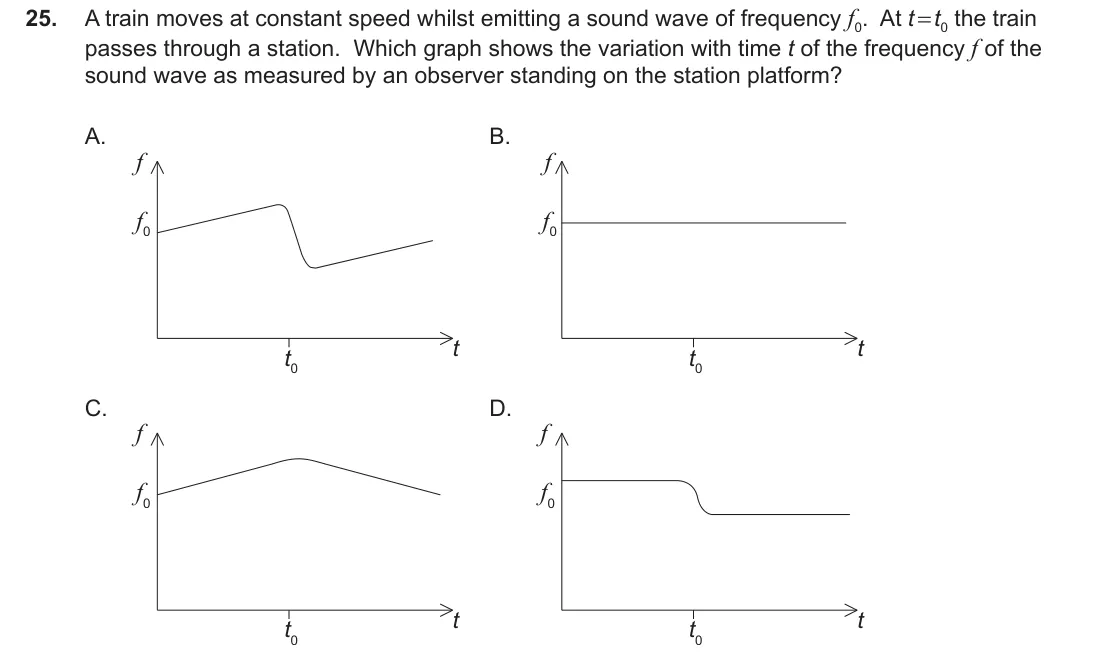 25. A train moves at constant speed whilst emitting a sound wave of frequency f₀. At t=t₀ the train
passes through a station. Which graph shows the variation with time t of the frequency f of the
sound wave as measured by an observer standing on the station platform?
A.
f
f₀
t₀
t
B.
f
f₀
t₀
t
C.
f
f₀
t₀
t
D.
f
f₀
t₀
t